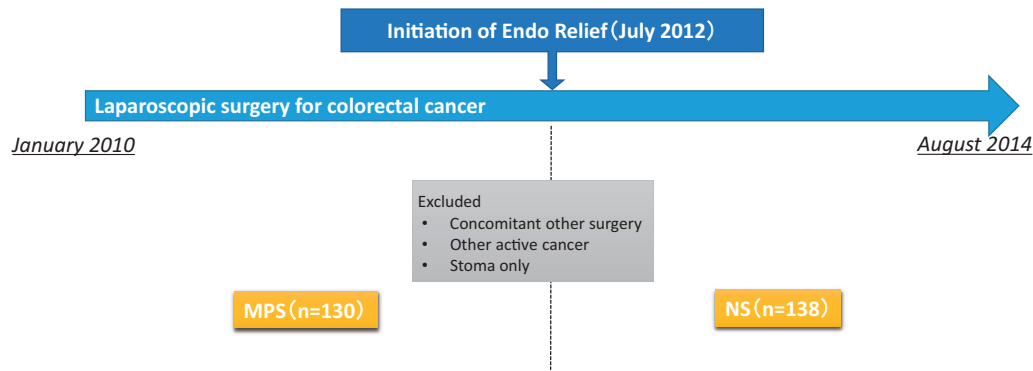 Initiation of Endo Relief（July 2012）
Laparoscopic surgery for colorectal cancer
January 2010
August 2014
Excluded
• Concomitant other surgery
• Other active cancer
• Stoma only
MPS（n=130）
NS（n=138）